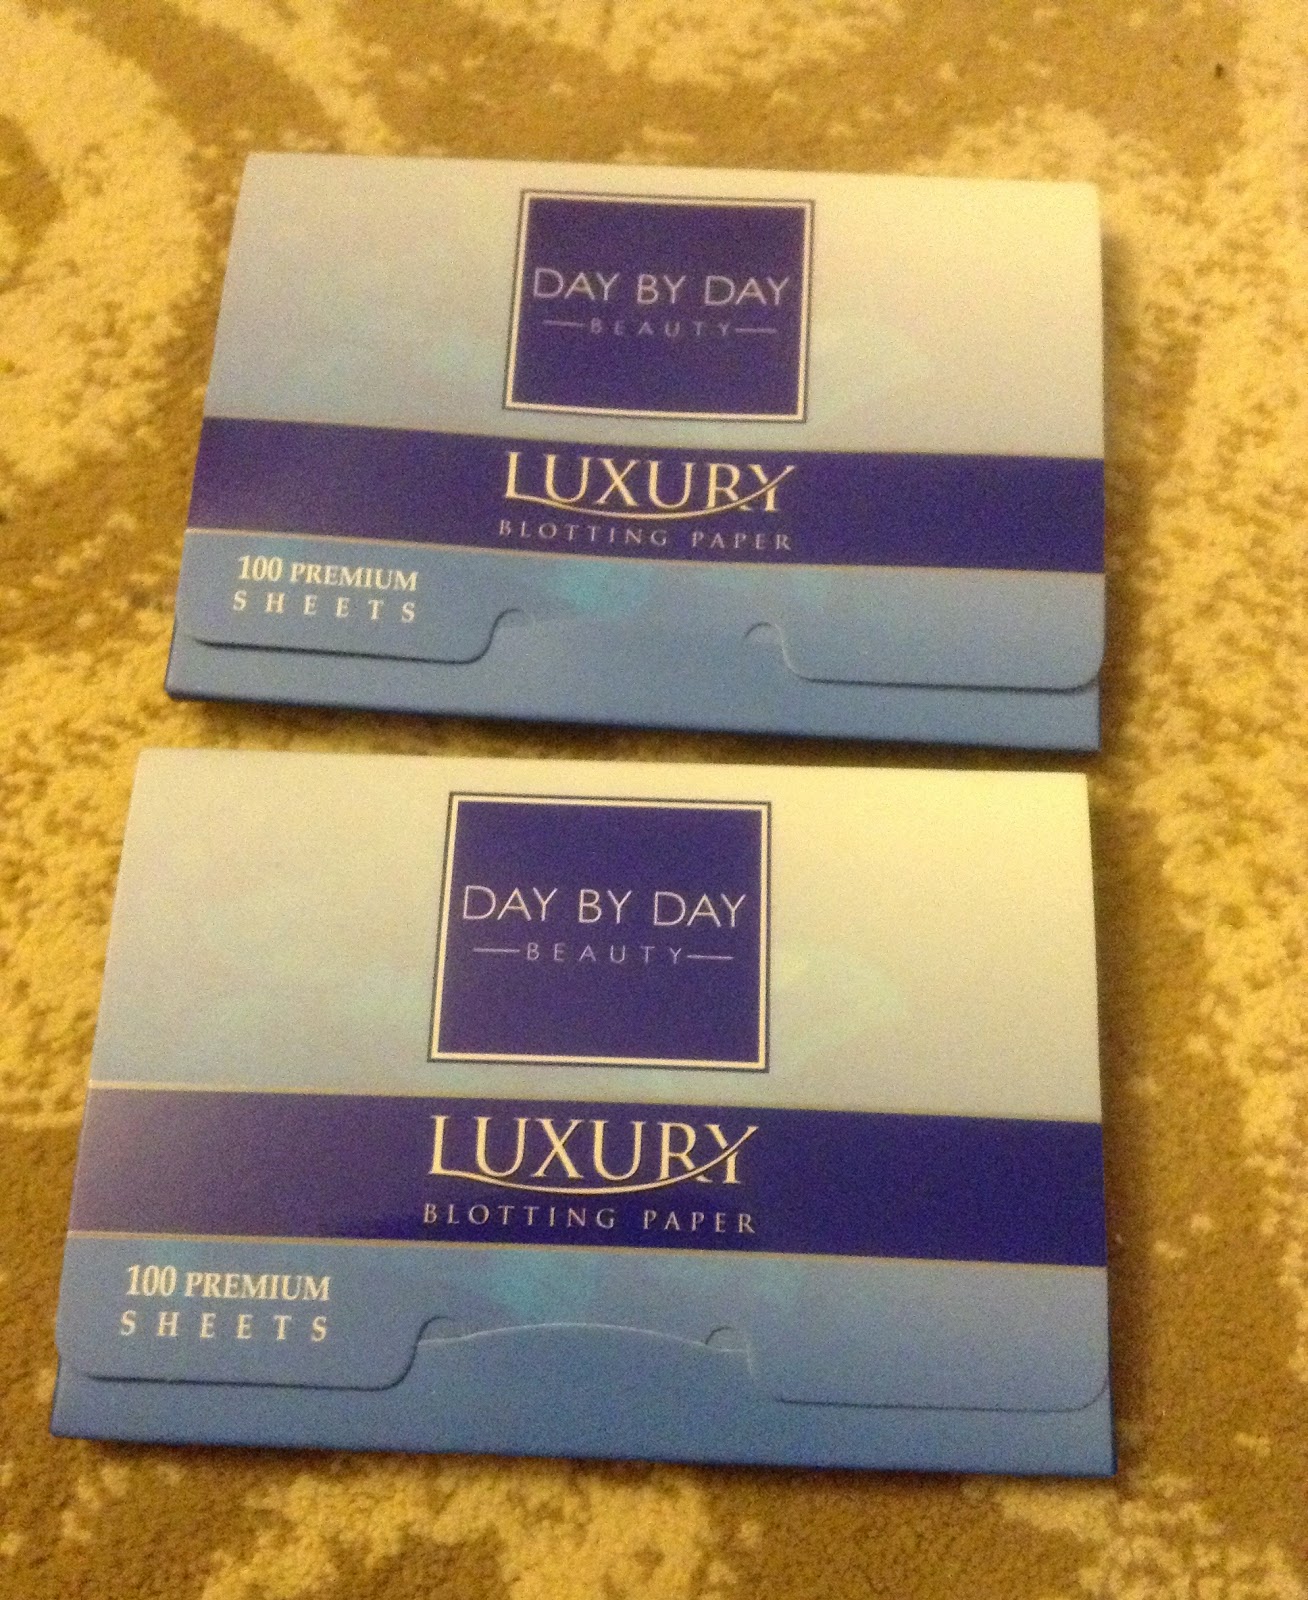 DAY BY DAY
BEAUTY
LUXURY
BLOTTING PAPER
100 PREMIUM
SHEETS
DAY BY DAY
BEAUTY
LUXURY
BLOTTING PAPER
100 PREMIUM
SHEETS